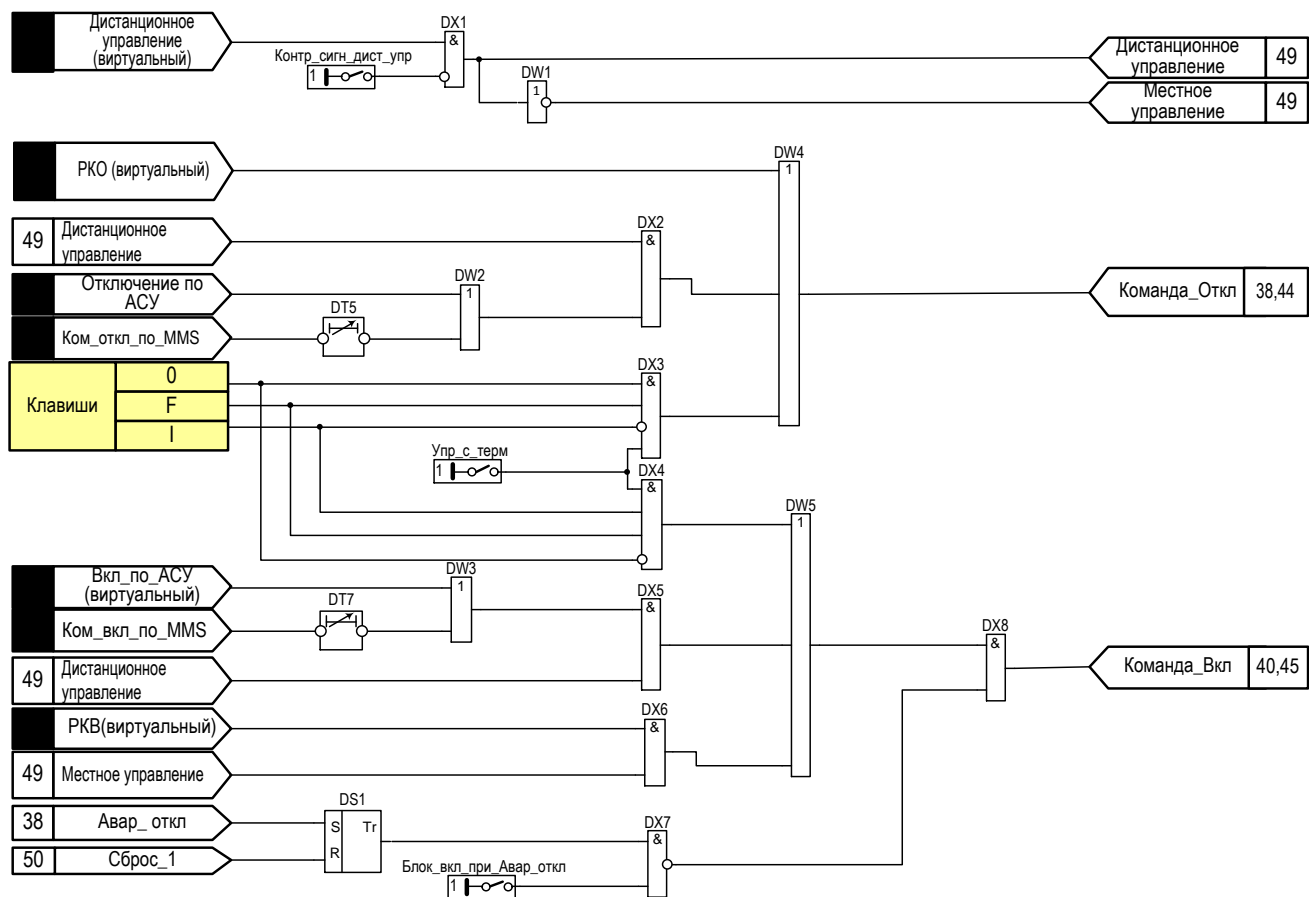 Дистанционное
управление
(виртуальный)
DX1
&
Контр_сигн_дист_упр
1
DW1
1
Дистанционное
управление
49
Местное
управление
49
РКО (виртуальный)
DW4
1
49
Дистанционное
управление
DX2
&
Отключение по
АСУ
DW2
1
Ком_откл_по_MMS
DT5
Команда_Откл
38,44
Клавиши
0
F
I
DX3
&
Упр_с_терм
1
DX4
&
DW5
1
Вкл_по_АСУ
(виртуальный)
DW3
1
Ком_вкл_по_MMS
DT7
DX5
&
49
Дистанционное
управление
DX8
&
Команда_Вкл
40,45
РКВ(виртуальный)
DX6
&
49
Местное управление
38
Авар_ откл
DS1
S
Tr
R
50
Сброс_1
DX7
&
Блок_вкл_при_Авар_откл
1